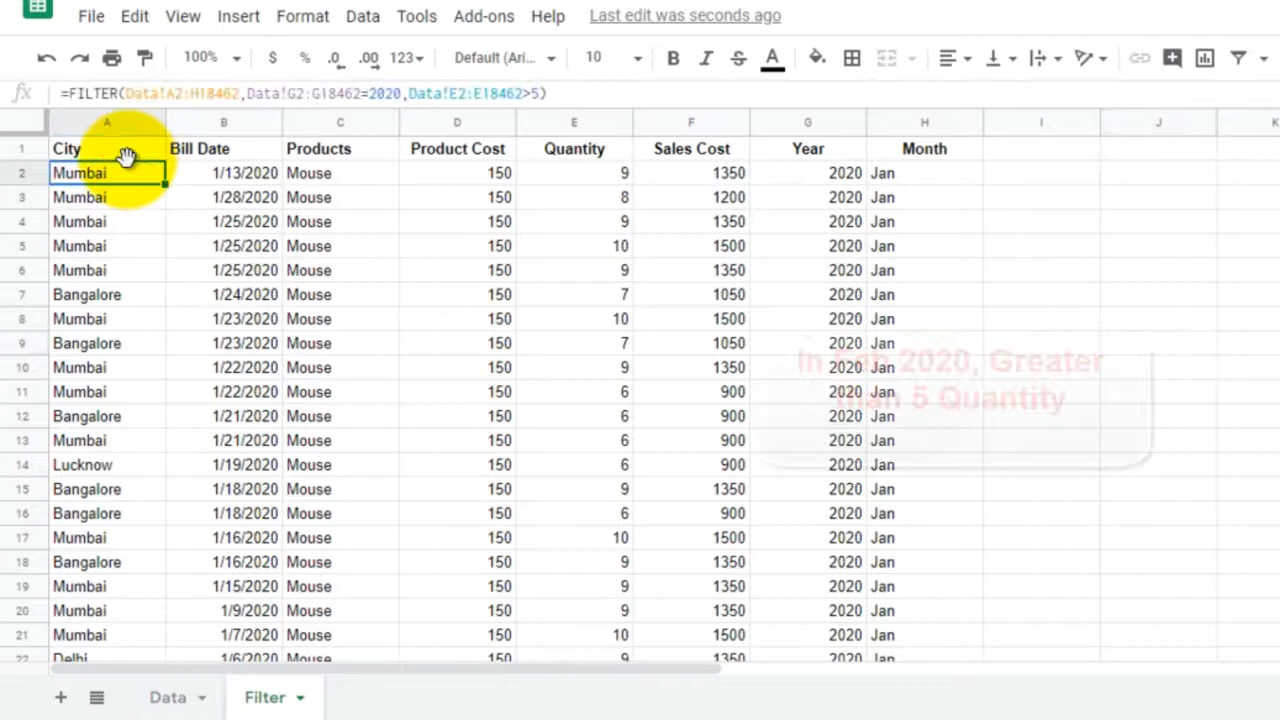 File Edit View Insert Format Data Tools Add-ons Help Last edit was seconds ago
100% $ % .0 .00 123 Default (Ari... 10 B I S A
fx =FILTER(Data!A2:H18462,Data!G2:G18462=2020,Data!E2:E18462>5)
A B C D E F G H I J K
1 City Bill Date Products Product Cost Quantity Sales Cost Year Month
2 Mumbai 1/13/2020 Mouse 150 9 1350 2020 Jan
3 Mumbai 1/28/2020 Mouse 150 8 1200 2020 Jan
4 Mumbai 1/25/2020 Mouse 150 9 1350 2020 Jan
5 Mumbai 1/25/2020 Mouse 150 10 1500 2020 Jan
6 Mumbai 1/25/2020 Mouse 150 9 1350 2020 Jan
7 Bangalore 1/24/2020 Mouse 150 7 1050 2020 Jan
8 Mumbai 1/23/2020 Mouse 150 10 1500 2020 Jan
9 Bangalore 1/23/2020 Mouse 150 7 1050 2020 Jan
In Feb 2020, Greater
10 Mumbai 1/22/2020 Mouse 150 9 1350 2020 Jan
11 Mumbai 1/22/2020 Mouse 150 6 900 2020 Jan
than 5 Quantity
12 Bangalore 1/21/2020 Mouse 150 6 900 2020 Jan
13 Mumbai 1/21/2020 Mouse 150 6 900 2020 Jan
14 Lucknow 1/19/2020 Mouse 150 6 900 2020 Jan
15 Bangalore 1/18/2020 Mouse 150 9 1350 2020 Jan
16 Bangalore 1/18/2020 Mouse 150 6 900 2020 Jan
17 Mumbai 1/16/2020 Mouse 150 10 1500 2020 Jan
18 Bangalore 1/16/2020 Mouse 150 9 1350 2020 Jan
19 Mumbai 1/15/2020 Mouse 150 9 1350 2020 Jan
20 Mumbai 1/9/2020 Mouse 150 9 1350 2020 Jan
21 Mumbai 1/7/2020 Mouse 150 10 1500 2020 Jan
22 Delhi 1/6/2020 Mouse 150 9 1350 2020 Jan
+ Data Filter